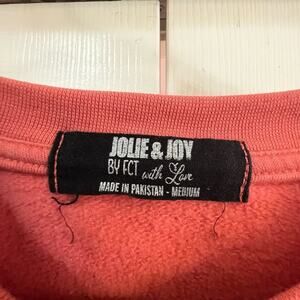 JOLIE & JOY
BY FCT with Love
MADE IN PAKISTAN - MEDIUM